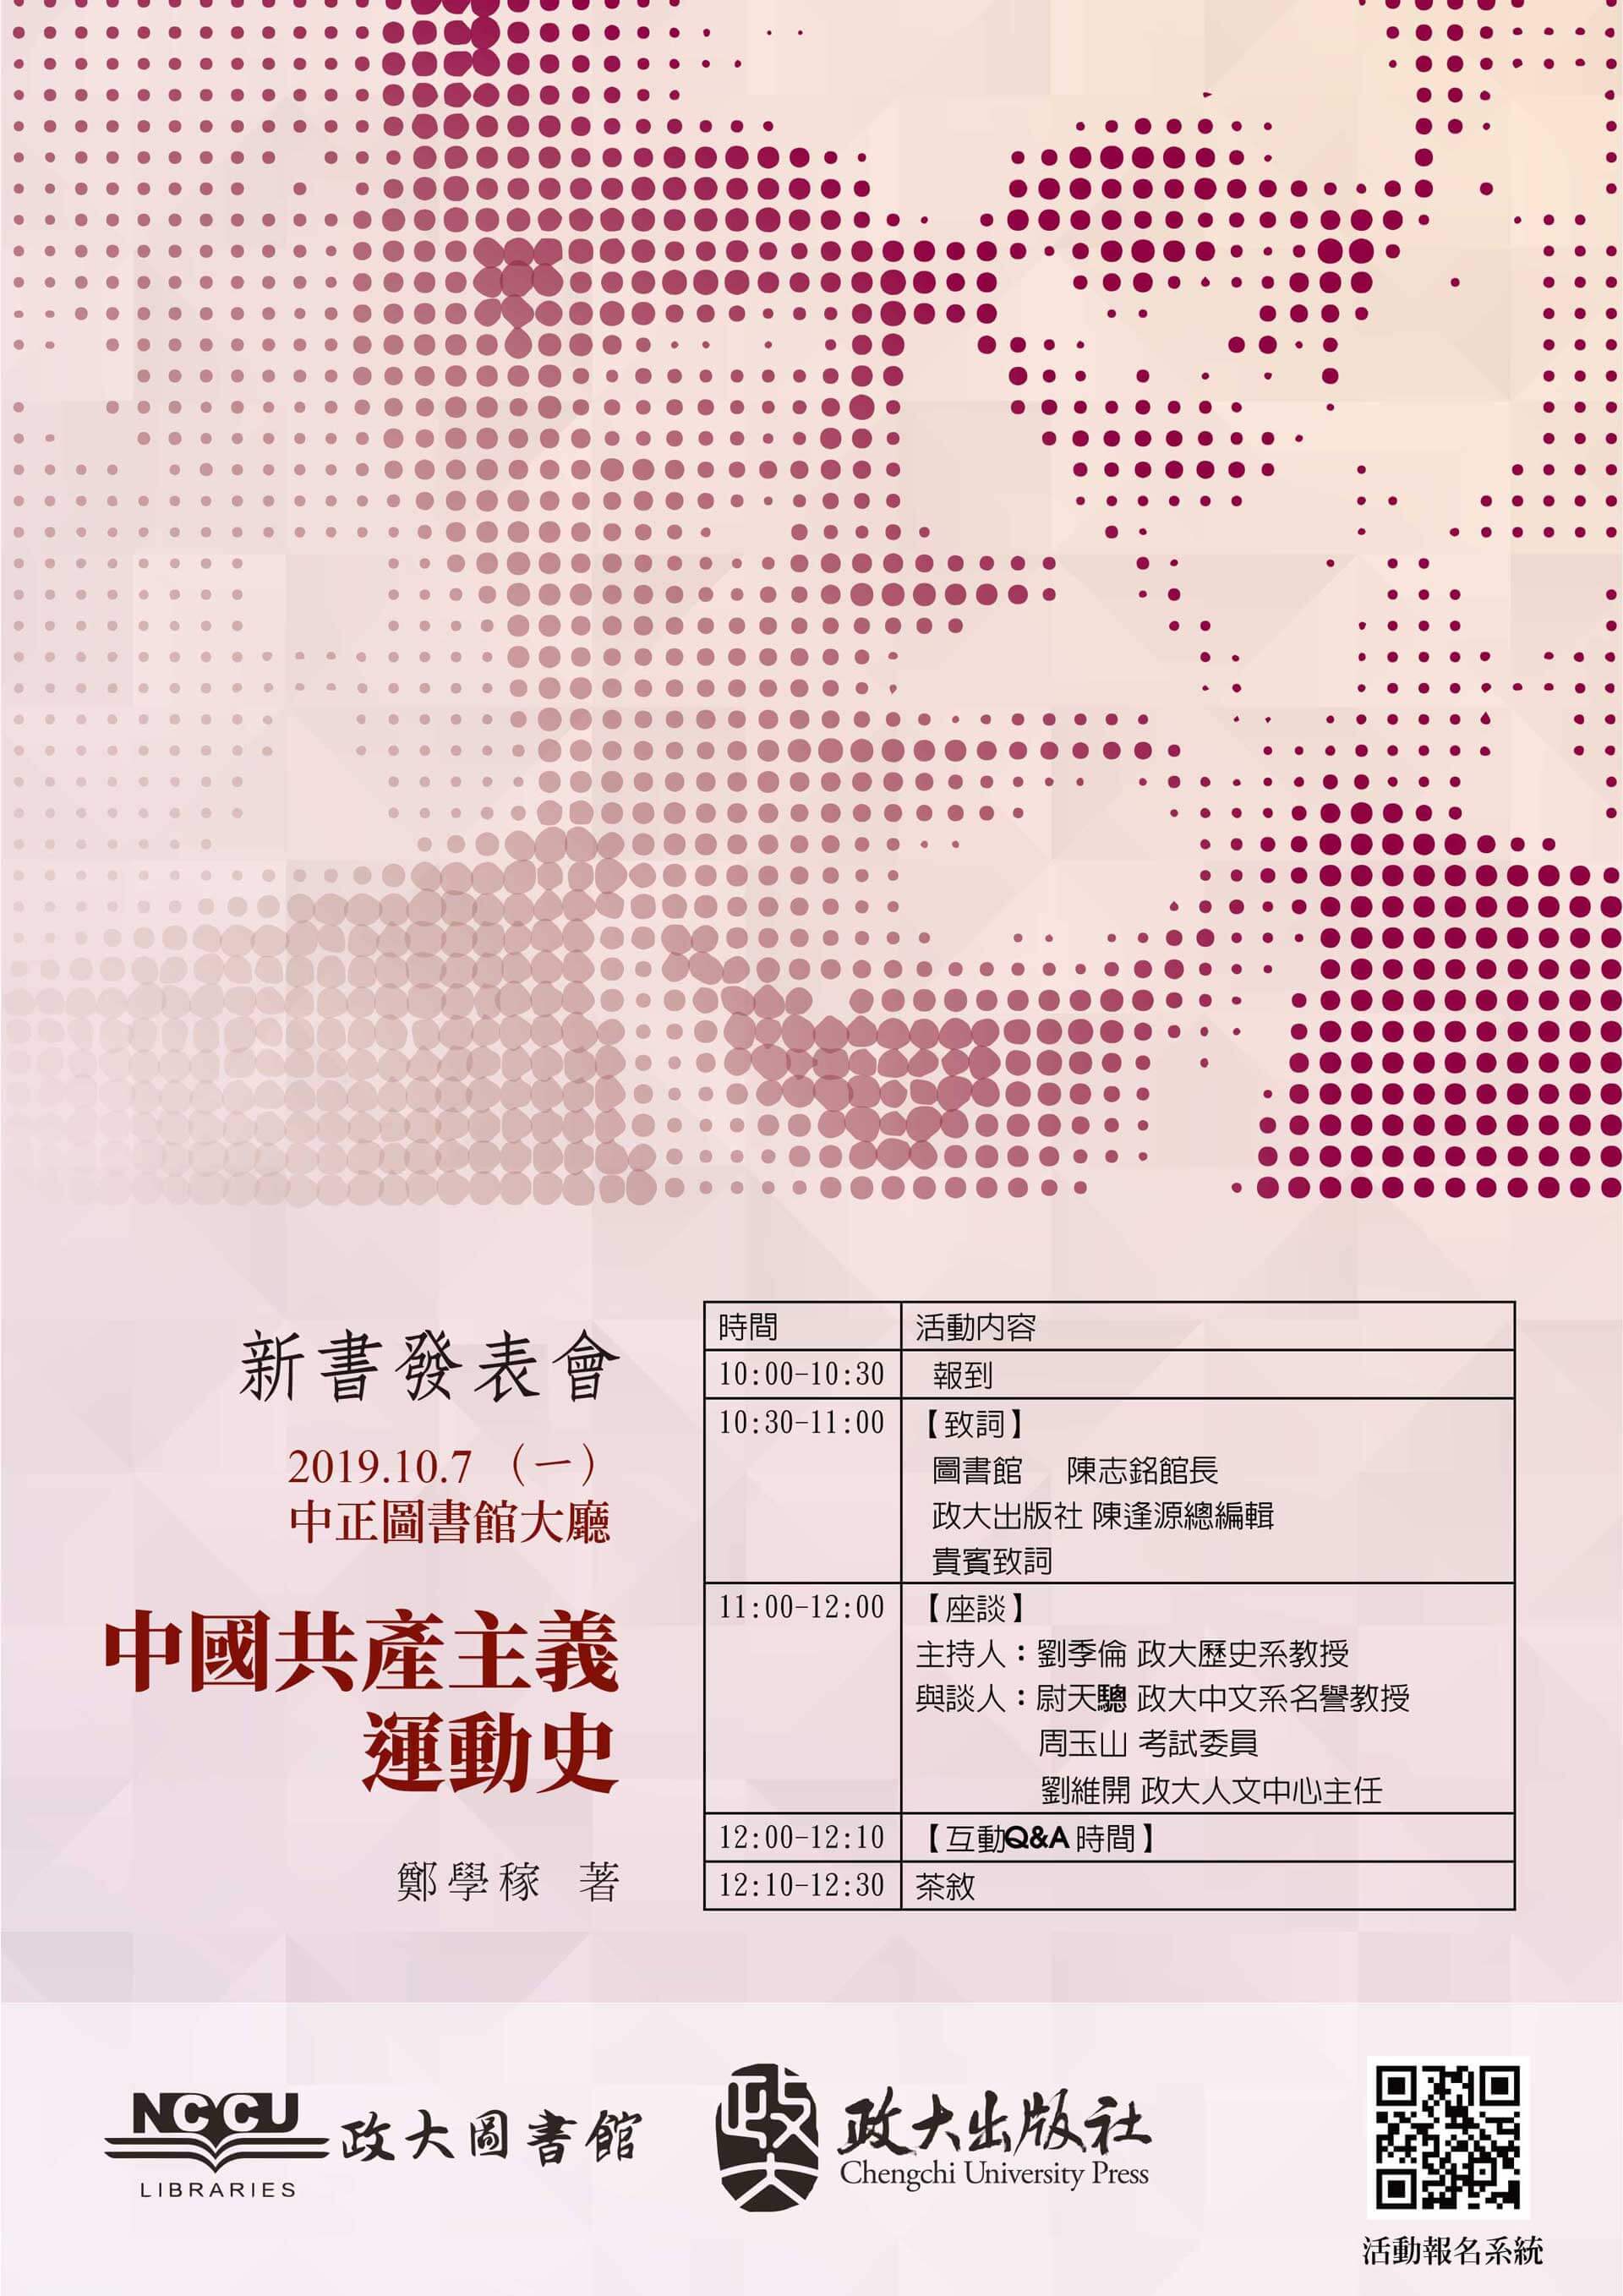 新書發表會
2019.10.7 （一）
中正圖書館大廳
中國共產主義
運動史
鄭學稼 著
時間 活動內容
10:00-10:30 報到
10:30-11:00 【致詞】
圖書館 陳志銘館長
政大出版社 陳逢源總編輯
貴賓致詞
11:00-12:00 【座談】
主持人：劉季倫 政大歷史系教授
與談人：尉天驄 政大中文系名譽教授
周玉山 考試委員
劉維開 政大人文中心主任
12:00-12:10 【互動Q&A 時間】
12:10-12:30 茶敘
NCCU
LIBRARIES
政大圖書館
政大
政大出版社
Chengchi University Press
活動報名系統